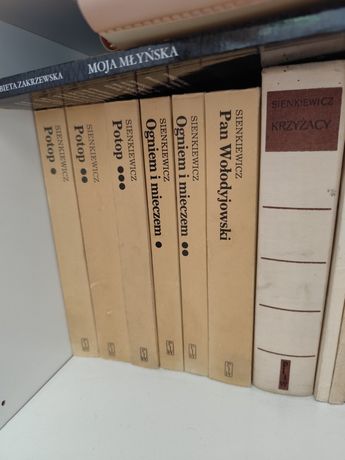 BIETA ZAKRZEWSKA
MOJA MŁYŃSKA
SIENKIEWICZ
Potop •
SIENKIEWICZ
Potop ••
SIENKIEWICZ
Potop •••
SIENKIEWICZ
Ogniem i mieczem •
SIENKIEWICZ
Ogniem i mieczem ••
SIENKIEWICZ
Pan Wołodyjowski
SIENKIEWICZ
KRZYŻACY
PIW